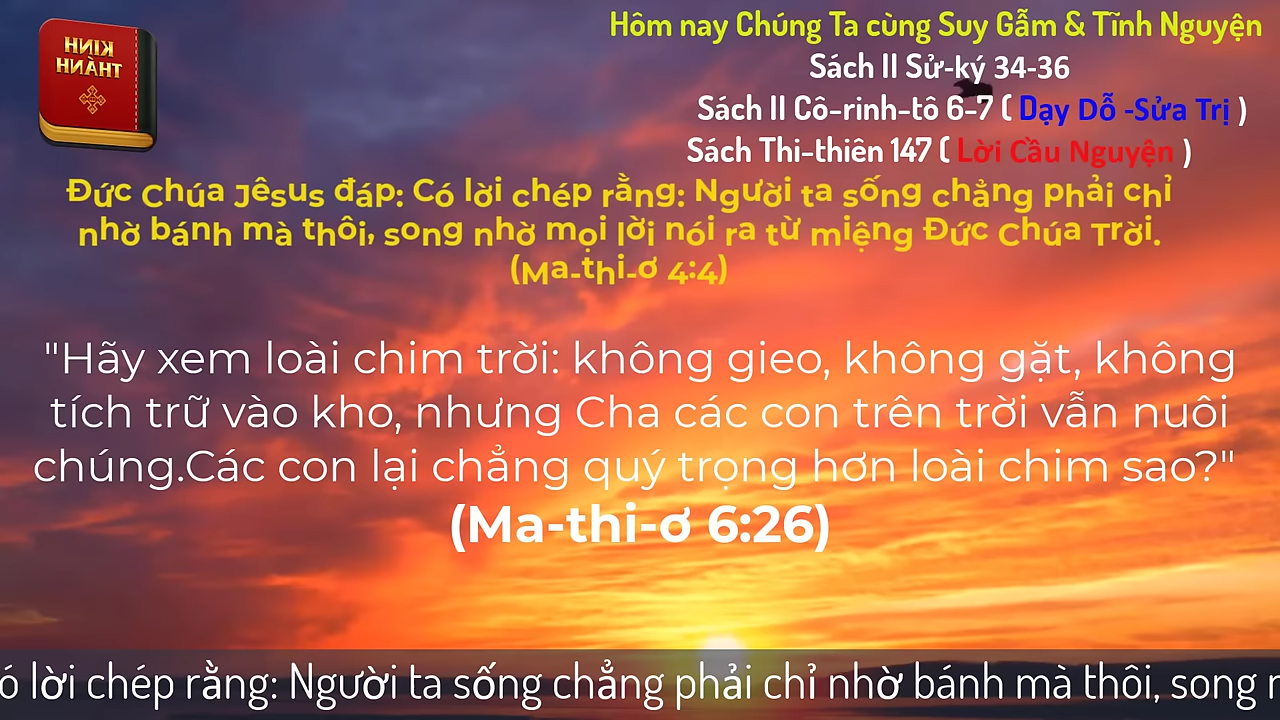 KINH
THÀNH
Hôm nay Chúng Ta cùng Suy Gẫm & Tĩnh Nguyện
Sách II Sử-ký 34-36
Sách II Cô-rinh-tô 6-7 ( Dạy Dỗ -Sửa Trị )
Sách Thi-thiên 147 ( Lời Cầu Nguyện )
Đức Chúa Jêsus đáp: Có lời chép rằng: Người ta sống chẳng phải chỉ
nhờ bánh mà thôi, song nhờ mọi lời nói ra từ miệng Đức Chúa Trời.
(Ma-thi-ơ 4:4)
"Hãy xem loài chim trời: không gieo, không gặt, không
tích trữ vào kho, nhưng Cha các con trên trời vẫn nuôi
chúng.Các con lại chẳng quý trọng hơn loài chim sao?"
(Ma-thi-ơ 6:26)
ó lời chép rằng: Người ta sống chẳng phải chỉ nhờ bánh mà thôi, song